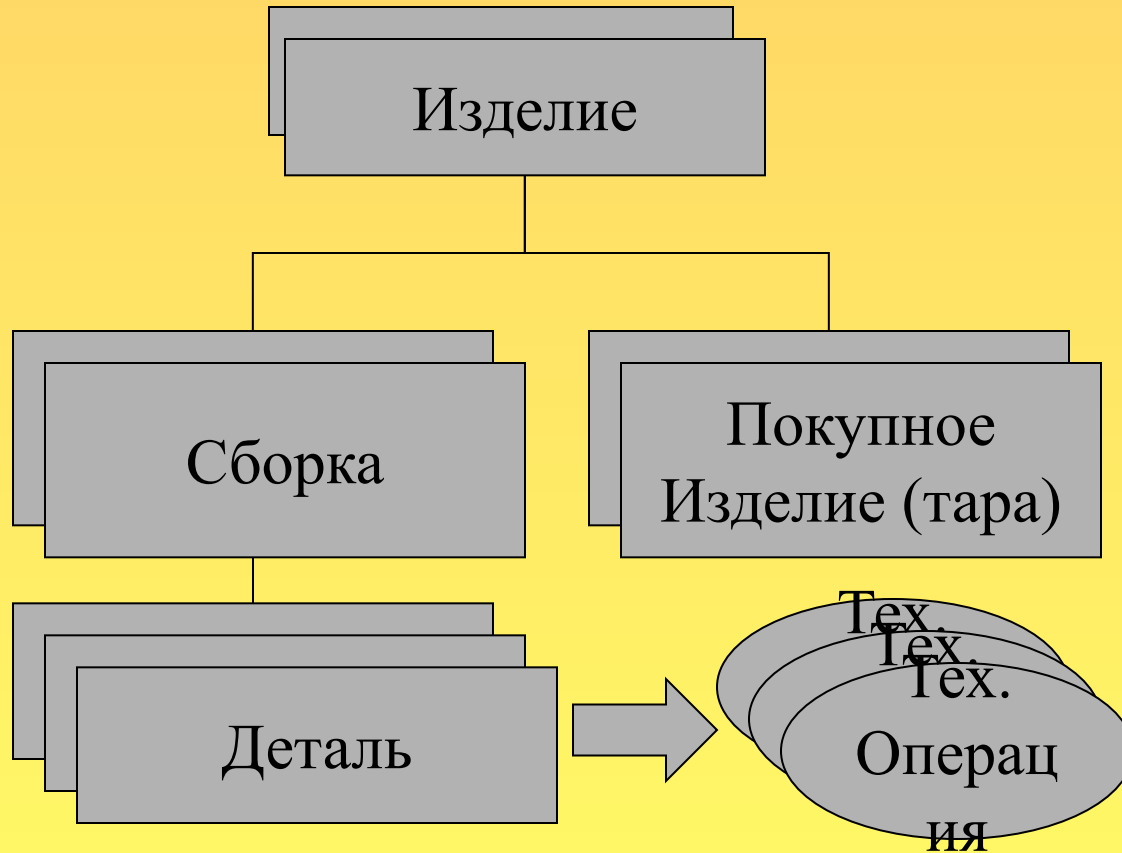 Изделие
Сборка
Покупное
Изделие (тара)
Деталь
Тех.
Тех.
Тех.
Операц
ия